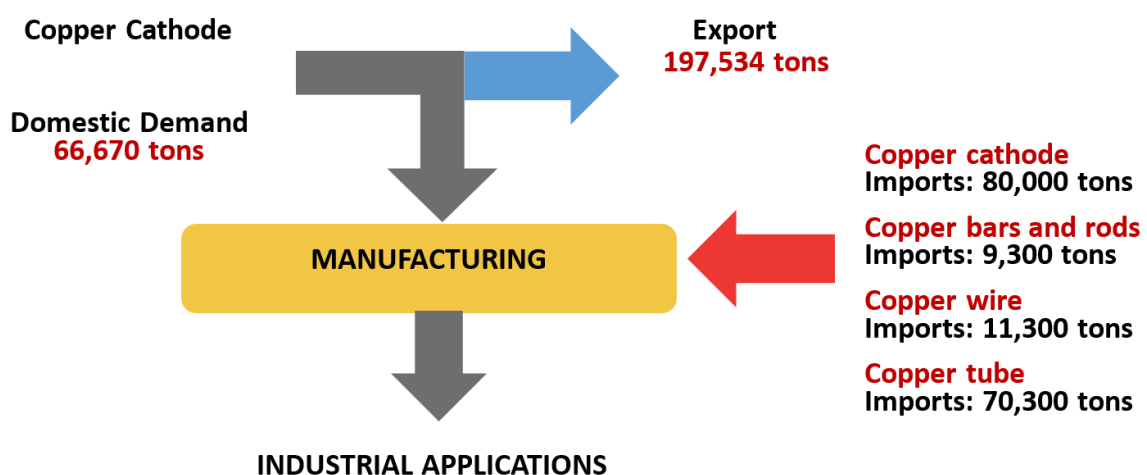 Copper Cathode
Export
197,534 tons
Domestic Demand
66,670 tons
Copper cathode
Imports: 80,000 tons
Copper bars and rods
Imports: 9,300 tons
Copper wire
Imports: 11,300 tons
Copper tube
Imports: 70,300 tons
MANUFACTURING
INDUSTRIAL APPLICATIONS